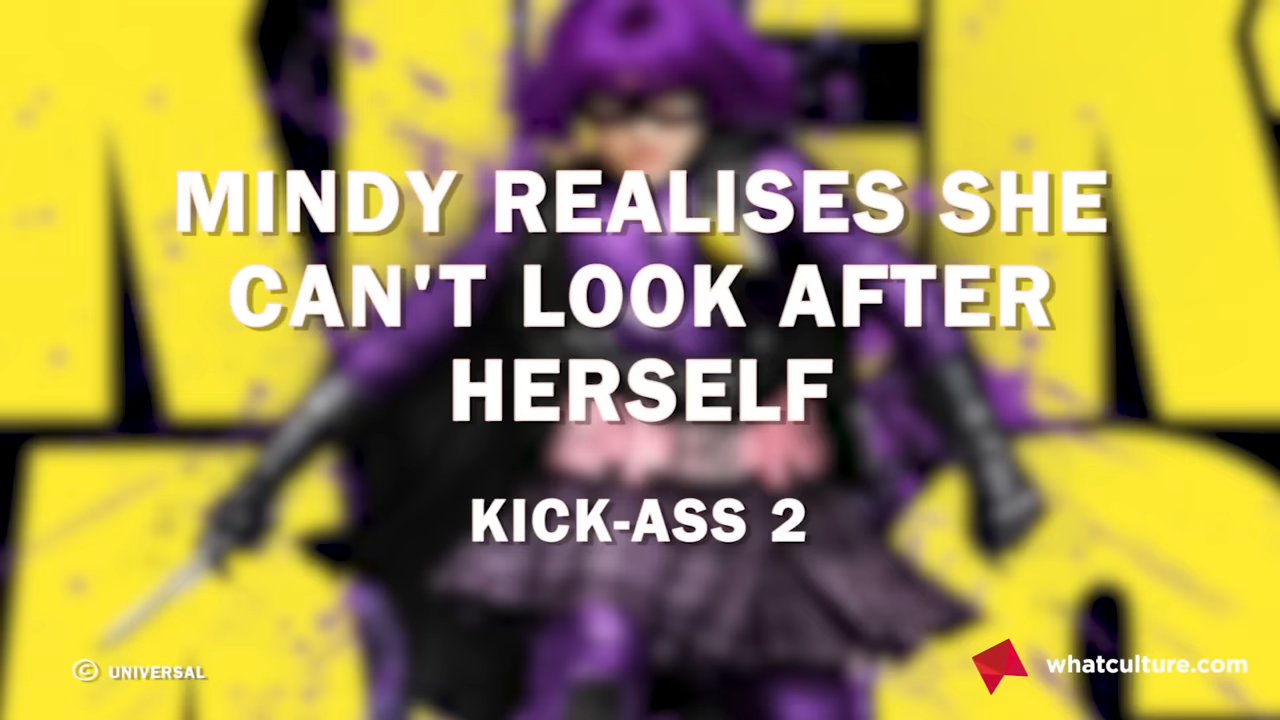 MINDY REALISES SHE
CAN'T LOOK AFTER
HERSELF
KICK-ASS 2
© UNIVERSAL
whatculture.com